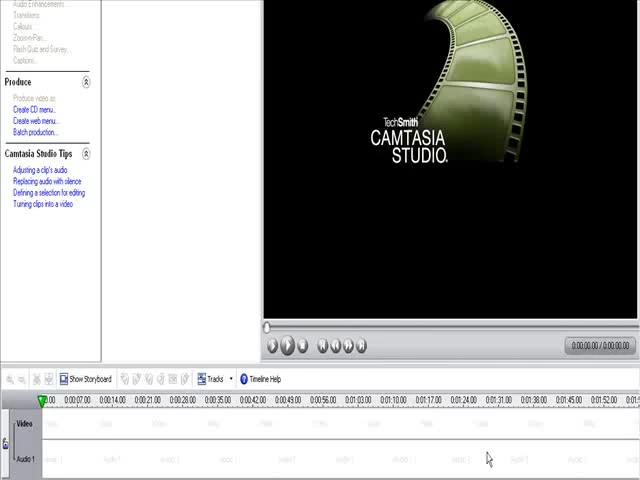 Audio Enhancements...
Transitions
Callouts
Zoom-n-Pan...
Flash Quiz and Survey...
Captions...
Produce
Produce video as...
Create CD menu...
Create web menu...
Batch production...
Camtasia Studio Tips
Adjusting a clip's audio
Replacing audio with silence
Defining a selection for editing
Turning clips into a video
TechSmith
CAMTASIA
STUDIO
0:00:00.00 / 0:00:00.00
Show Storyboard
Tracks
Timeline Help
0:00:07.00 0:00:14.00 0:00:21.00 0:00:28.00 0:00:35.00 0:00:42.00 0:00:49.00 0:00:56.00 0:01:03.00 0:01:10.00 0:01:17.00 0:01:24.00 0:01:31.00 0:01:38.00 0:01:45.00 0:01:52.00
Video
Audio 1